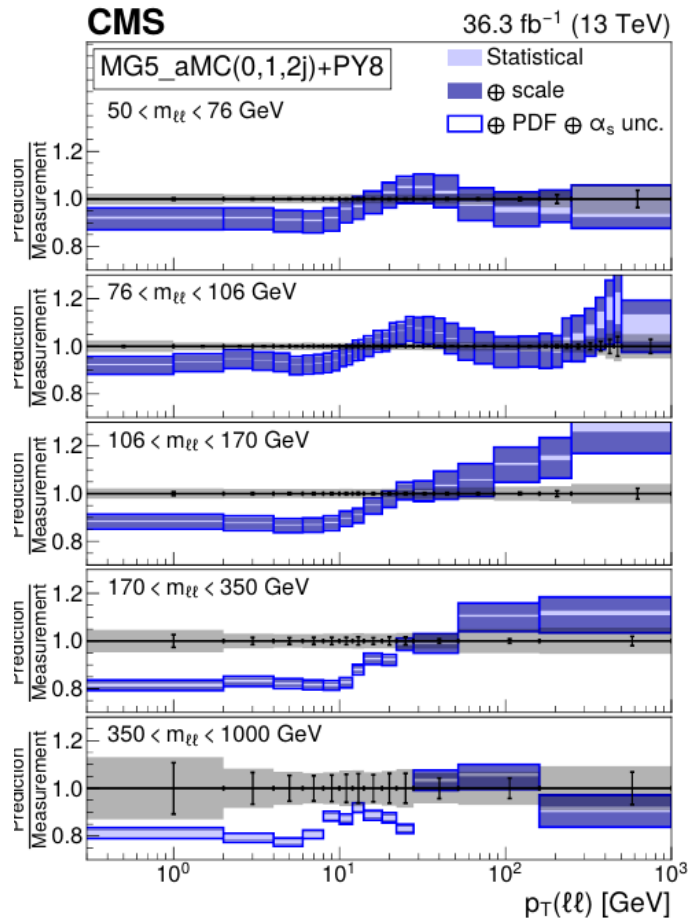 CMS 36.3 fb⁻¹ (13 TeV)
MG5_aMC(0,1,2j)+PY8
Statistical
⊕ scale
⊕ PDF ⊕ αs unc.
50 < mℓℓ < 76 GeV
Prediction
Measurement
1.2
1.0
0.8
76 < mℓℓ < 106 GeV
Prediction
Measurement
1.2
1.0
0.8
106 < mℓℓ < 170 GeV
Prediction
Measurement
1.2
1.0
0.8
170 < mℓℓ < 350 GeV
Prediction
Measurement
1.2
1.0
0.8
350 < mℓℓ < 1000 GeV
Prediction
Measurement
1.2
1.0
0.8
10⁰ 10¹ 10² 10³
pT(ℓℓ) [GeV]